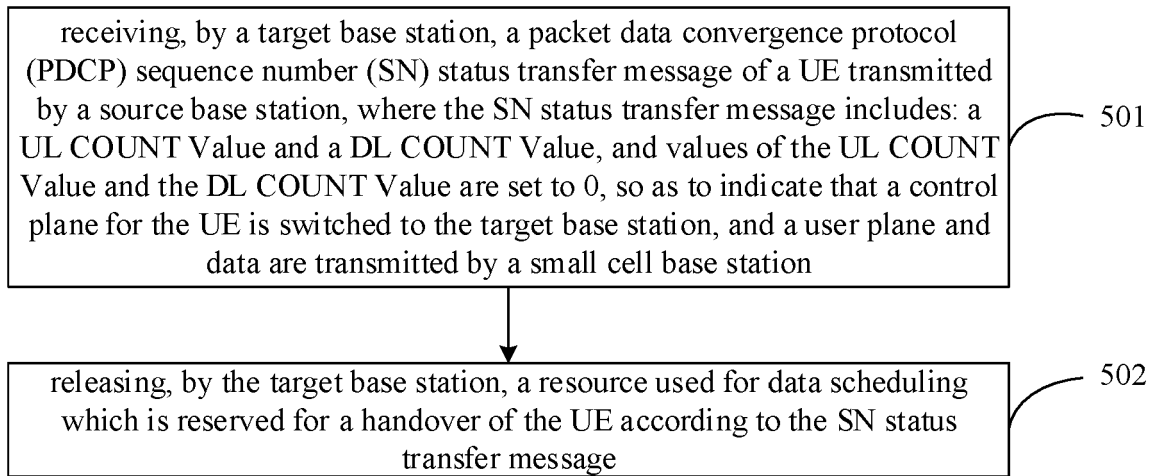 receiving, by a target base station, a packet data convergence protocol
(PDCP) sequence number (SN) status transfer message of a UE transmitted
by a source base station, where the SN status transfer message includes: a
UL COUNT Value and a DL COUNT Value, and values of the UL COUNT
Value and the DL COUNT Value are set to 0, so as to indicate that a control
plane for the UE is switched to the target base station, and a user plane and
data are transmitted by a small cell base station
501
releasing, by the target base station, a resource used for data scheduling
which is reserved for a handover of the UE according to the SN status
transfer message
502